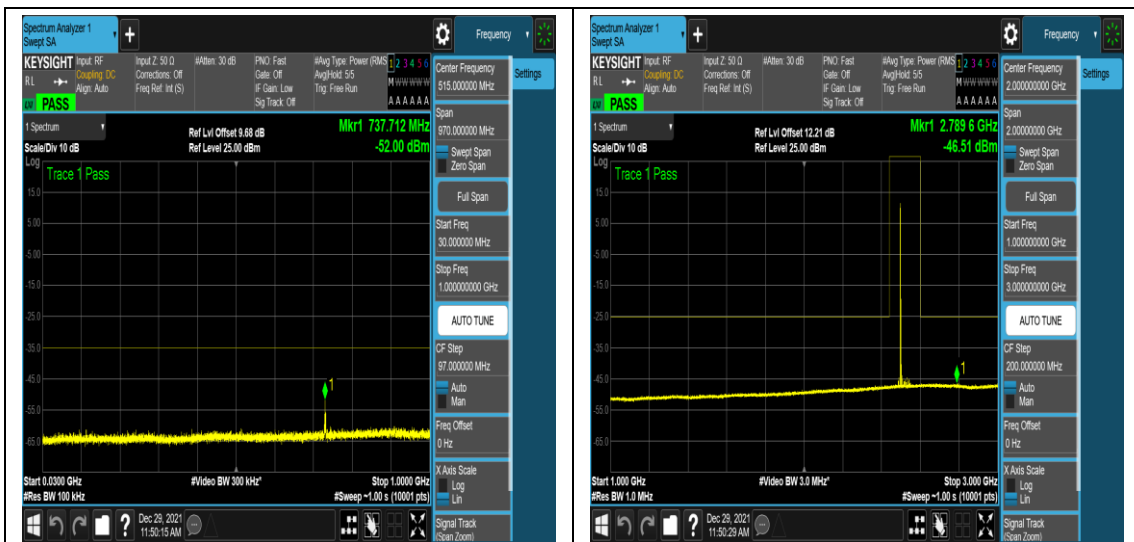 Spectrum Analyzer 1
Swept SA
+
Frequency
KEYSIGHT
Input: RF
Coupling: DC
Align: Auto
Input Z: 50 Ω
Corrections: Off
Freq Ref: Int (S)
#Atten: 30 dB
PNO: Fast
Gate: Off
IF Gain: Low
Sig Track: Off
#Avg Type: Power (RMS
Avg|Hold: 5/5
Trig: Free Run
1 2 3 4 5 6
M W W W W W
A A A A A A
RL
LW PASS
Center Frequency
515.000000 MHz
Settings
1 Spectrum
Ref Lvl Offset 9.68 dB
Mkr1 737.712 MHz
Scale/Div 10 dB
Ref Level 25.00 dBm
-52.00 dBm
Log
Trace 1 Pass
15.0
5.00
-5.00
-15.0
-25.0
-35.0
-45.0
-55.0
-65.0
1
Start 0.0300 GHz
#Video BW 300 kHz*
Stop 1.0000 GHz
#Res BW 100 kHz
#Sweep ~1.00 s (10001 pts)
Span
970.000000 MHz
Swept Span
Zero Span
Full Span
Start Freq
30.000000 MHz
Stop Freq
1.000000000 GHz
AUTO TUNE
CF Step
97.000000 MHz
Auto
Man
Freq Offset
0 Hz
X Axis Scale
Log
Lin
Signal Track
(Span Zoom)
?
Dec 29, 2021
11:50:15 AM
Spectrum Analyzer 1
Swept SA
+
Frequency
KEYSIGHT
Input: RF
Coupling: DC
Align: Auto
Input Z: 50 Ω
Corrections: Off
Freq Ref: Int (S)
#Atten: 30 dB
PNO: Fast
Gate: Off
IF Gain: Low
Sig Track: Off
#Avg Type: Power (RMS
Avg|Hold: 5/5
Trig: Free Run
1 2 3 4 5 6
M W W W W W
A A A A A A
RL
LW PASS
Center Frequency
2.000000000 GHz
Settings
1 Spectrum
Ref Lvl Offset 12.21 dB
Mkr1 2.789 6 GHz
Scale/Div 10 dB
Ref Level 25.00 dBm
-46.51 dBm
Log
Trace 1 Pass
15.0
5.00
-5.00
-15.0
-25.0
-35.0
-45.0
-55.0
-65.0
1
Start 1.000 GHz
#Video BW 3.0 MHz*
Stop 3.000 GHz
#Res BW 1.0 MHz
#Sweep ~1.00 s (10001 pts)
Span
2.00000000 GHz
Swept Span
Zero Span
Full Span
Start Freq
1.000000000 GHz
Stop Freq
3.000000000 GHz
AUTO TUNE
CF Step
200.000000 MHz
Auto
Man
Freq Offset
0 Hz
X Axis Scale
Log
Lin
Signal Track
(Span Zoom)
?
Dec 29, 2021
11:50:29 AM